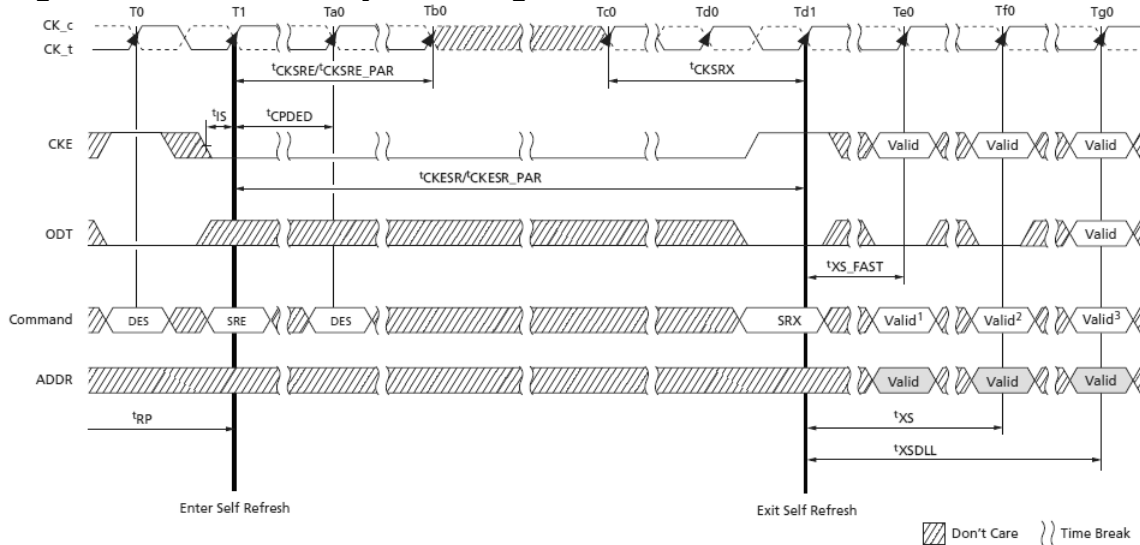 T0 T1 Ta0 Tb0 Tc0 Td0 Td1 Te0 Tf0 Tg0
CK_c
CK_t
tCKSRE/tCKSRE_PAR tCKSRX
tIS tCPDED
CKE Valid Valid Valid
tCKESR/tCKESR_PAR
ODT Valid
tXS_FAST
Command DES SRE DES SRX Valid1 Valid2 Valid3
ADDR Valid Valid Valid
tRP tXS
tXSDLL
Enter Self Refresh Exit Self Refresh
Don't Care Time Break